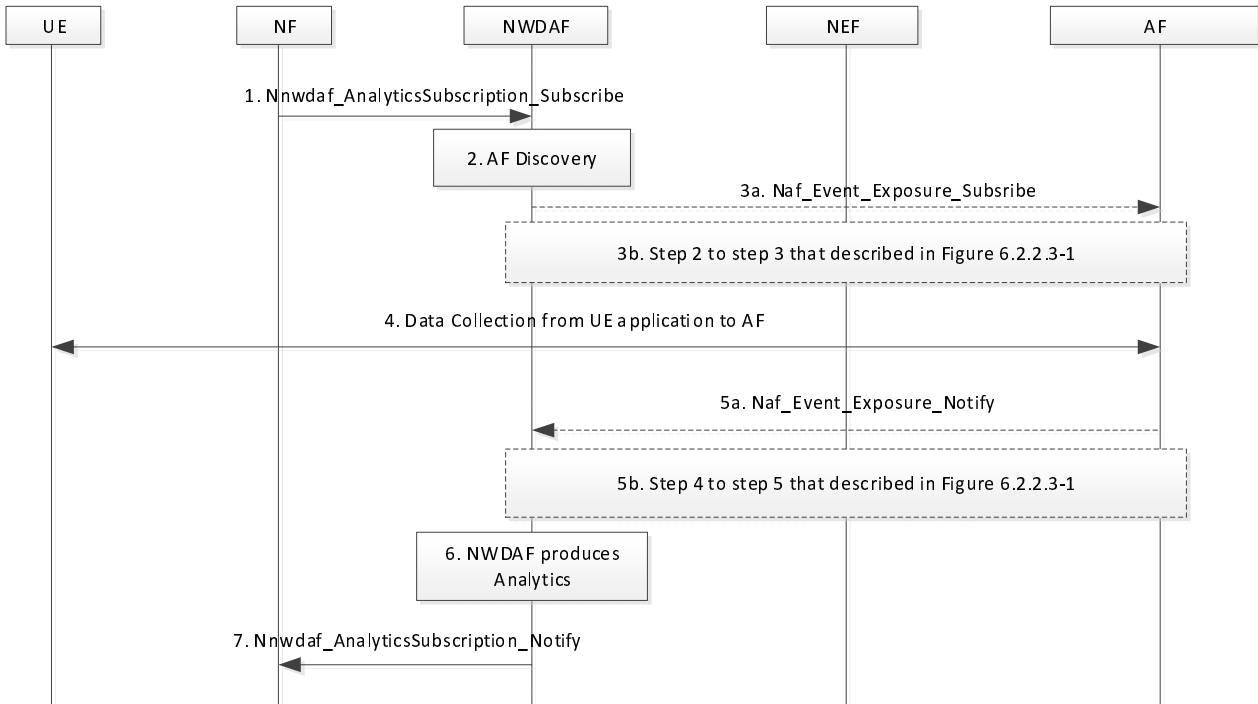 UE
NF
NWDAF
NEF
AF
1. Nnwdaf_AnalyticsSubscription_Subscribe
2. AF Discovery
3a. Naf_Event_Exposure_Subsribe
3b. Step 2 to step 3 that described in Figure 6.2.2.3-1
4. Data Collection from UE application to AF
5a. Naf_Event_Exposure_Notify
5b. Step 4 to step 5 that described in Figure 6.2.2.3-1
6. NWDAF produces
Analytics
7. Nnwdaf_AnalyticsSubscription_Notify